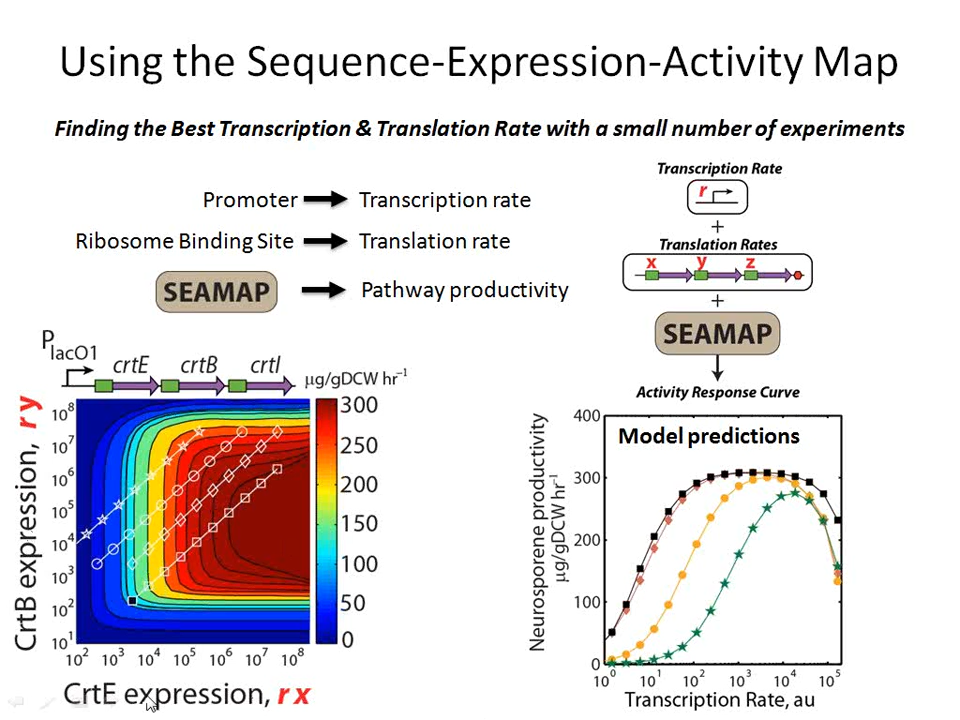 Using the Sequence-Expression-Activity Map
Finding the Best Transcription & Translation Rate with a small number of experiments
Promoter → Transcription rate
Ribosome Binding Site → Translation rate
SEAMAP → Pathway productivity
Transcription Rate
r
+
Translation Rates
x y z
+
SEAMAP
Activity Response Curve
PlacO1
crtE crtB crtI
µg/gDCW hr⁻¹
CrtB expression, r y
10⁸
10⁷
10⁶
10⁵
10⁴
10³
10²
10¹
10² 10³ 10⁴ 10⁵ 10⁶ 10⁷ 10⁸
CrtE expression, r x
300
250
200
150
100
50
0
Model predictions
Neurosporene productivity
µg/gDCW hr⁻¹
400
300
200
100
0
10⁰ 10¹ 10² 10³ 10⁴ 10⁵
Transcription Rate, au